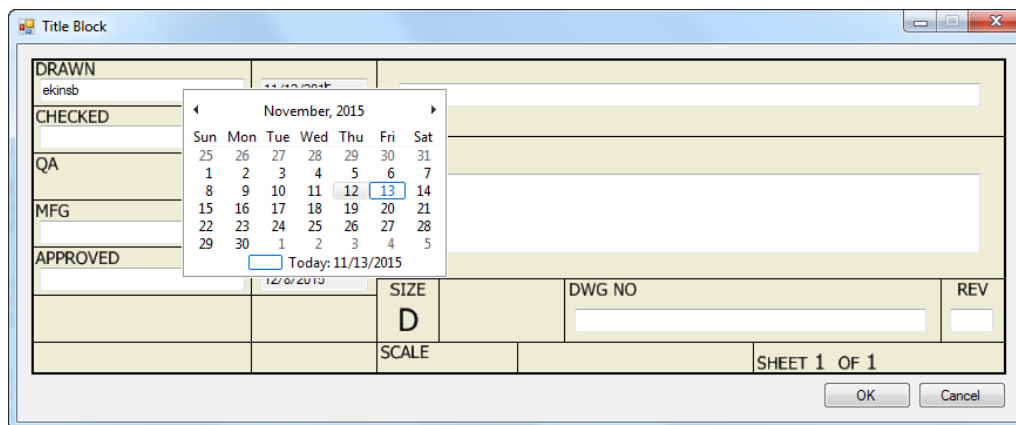 Title Block
DRAWN
ekinsb
CHECKED
QA
MFG
APPROVED
November, 2015
Sun Mon Tue Wed Thu Fri Sat
25 26 27 28 29 30 31
1 2 3 4 5 6 7
8 9 10 11 12 13 14
15 16 17 18 19 20 21
22 23 24 25 26 27 28
29 30 1 2 3 4 5
Today: 11/13/2015
12/8/2015
SIZE
D
DWG NO
REV
SCALE
SHEET 1 OF 1
OK
Cancel